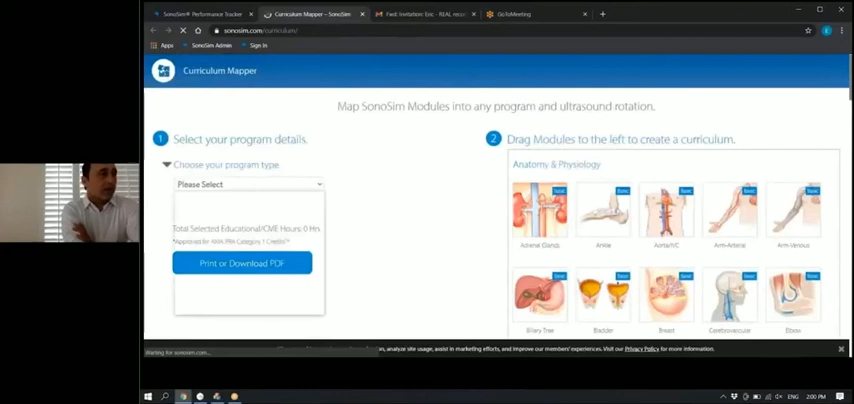 SonoSim® Performance Tracker
Curriculum Mapper – SonoSim
GoToMeeting
sonosim.com/curriculum/
Apps
SonoSim Admin
Sign In
Curriculum Mapper
Map SonoSim Modules into any program and ultrasound rotation.
1 Select your program details.
Choose your program type
Please Select
Total Selected Educational/CME Hours: 0 Hrs
*Approved for AMA PRA Category 1 Credits™
Print or Download PDF
2 Drag Modules to the left to create a curriculum.
Anatomy & Physiology
Basic Basic Basic Basic Basic
Adrenal Glands Ankle Aorta/IVC Arm-Arterial Arm-Venous
Basic Basic Basic Basic Basic
Biliary Tree Bladder Breast Cerebrovascular Elbow
analyze site usage, assist in marketing efforts, and improve our members' experiences. Visit our Privacy Policy for more information.
Waiting for sonosim.com...
ENG 2:00 PM